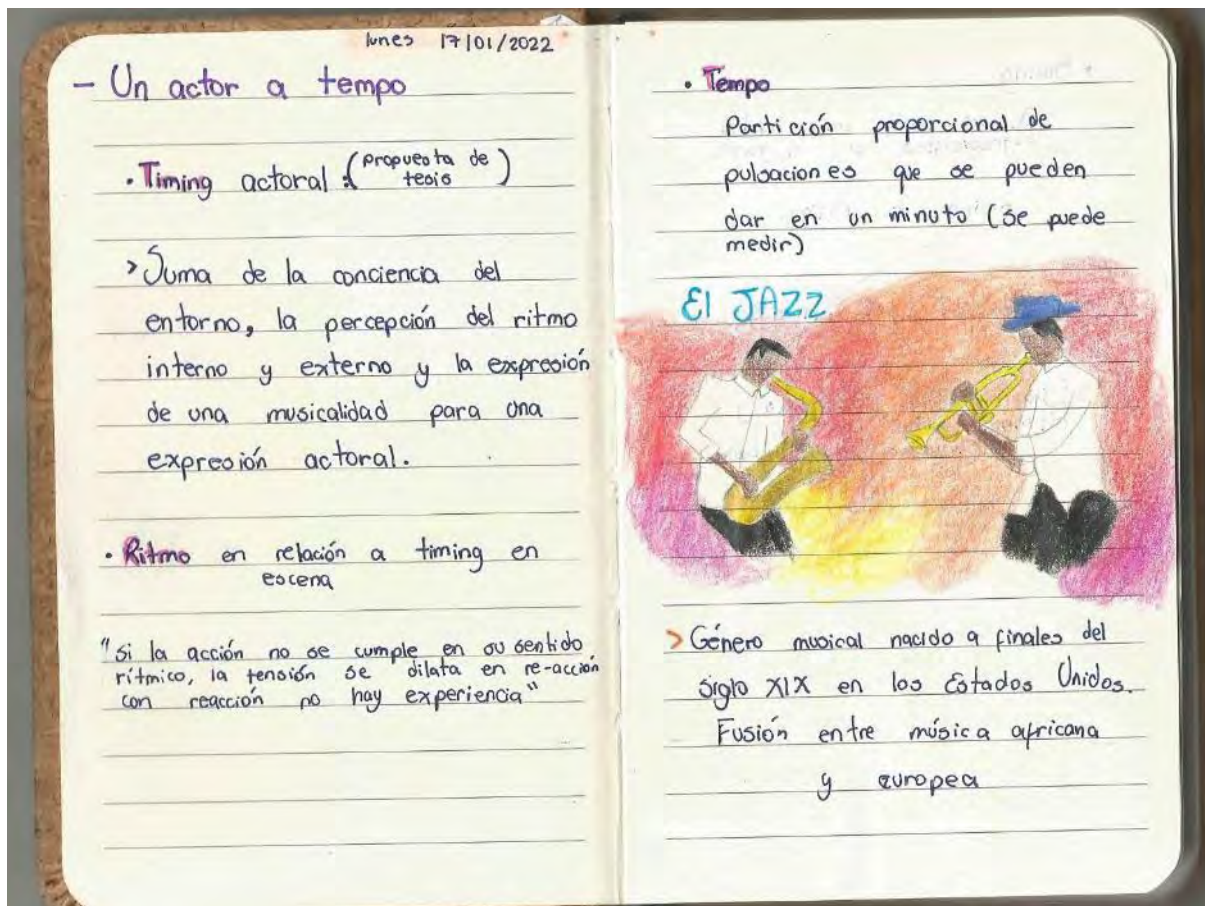 lunes 17/01/2022
- Un actor a tempo
• Timing actoral : (propuesta de
tesis)
> Suma de la conciencia del
entorno, la percepción del ritmo
interno y externo y la expresión
de una musicalidad para una
expresión actoral.
• Ritmo en relación a timing en
escena
"Si la acción no se cumple en su sentido
rítmico, la tensión se dilata en re-acción
con reacción no hay experiencia"
• Tempo
Partición proporcional de
pulsaciones que se pueden
dar en un minuto (se puede
medir)
El JAZZ
> Género musical nacido a finales del
siglo XIX en los Estados Unidos.
Fusión entre música africana
y europea